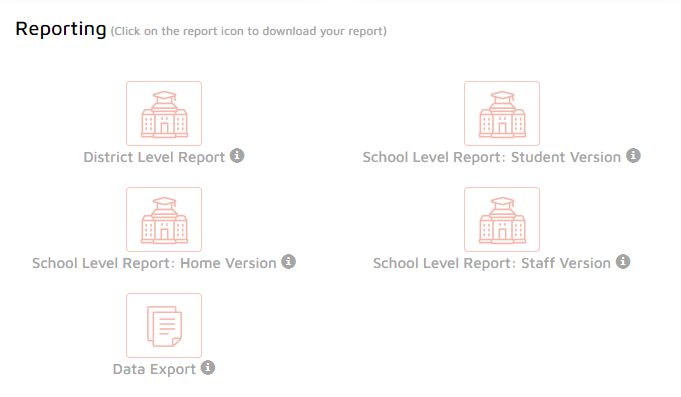 Reporting (Click on the report icon to download your report)
District Level Report
School Level Report: Student Version
School Level Report: Home Version
School Level Report: Staff Version
Data Export